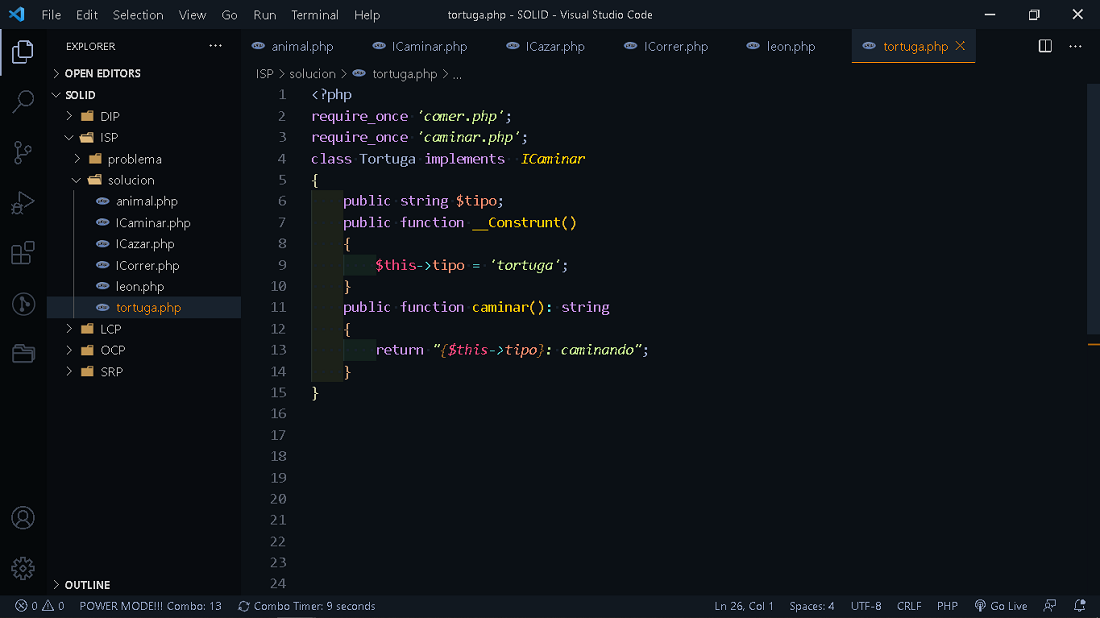 File Edit Selection View Go Run Terminal Help tortuga.php - SOLID - Visual Studio Code
EXPLORER ...
OPEN EDITORS
SOLID
DIP
ISP
problema
solucion
animal.php
ICaminar.php
ICazar.php
ICorrer.php
leon.php
tortuga.php
LCP
OCP
SRP
OUTLINE
animal.php ICaminar.php ICazar.php ICorrer.php leon.php tortuga.php
ISP > solucion > tortuga.php > ...
1 <?php
2 require_once 'comer.php';
3 require_once 'caminar.php';
4 class Tortuga implements  ICaminar
5 {
6     public string $tipo;
7     public function __Construnt()
8     {
9         $this->tipo = 'tortuga';
10     }
11     public function caminar(): string
12     {
13         return "{$this->tipo}: caminando";
14     }
15 }
16
17
18
19
20
21
22
23
24
0 0 POWER MODE!!! Combo: 13 Combo Timer: 9 seconds Ln 26, Col 1 Spaces: 4 UTF-8 CRLF PHP Go Live